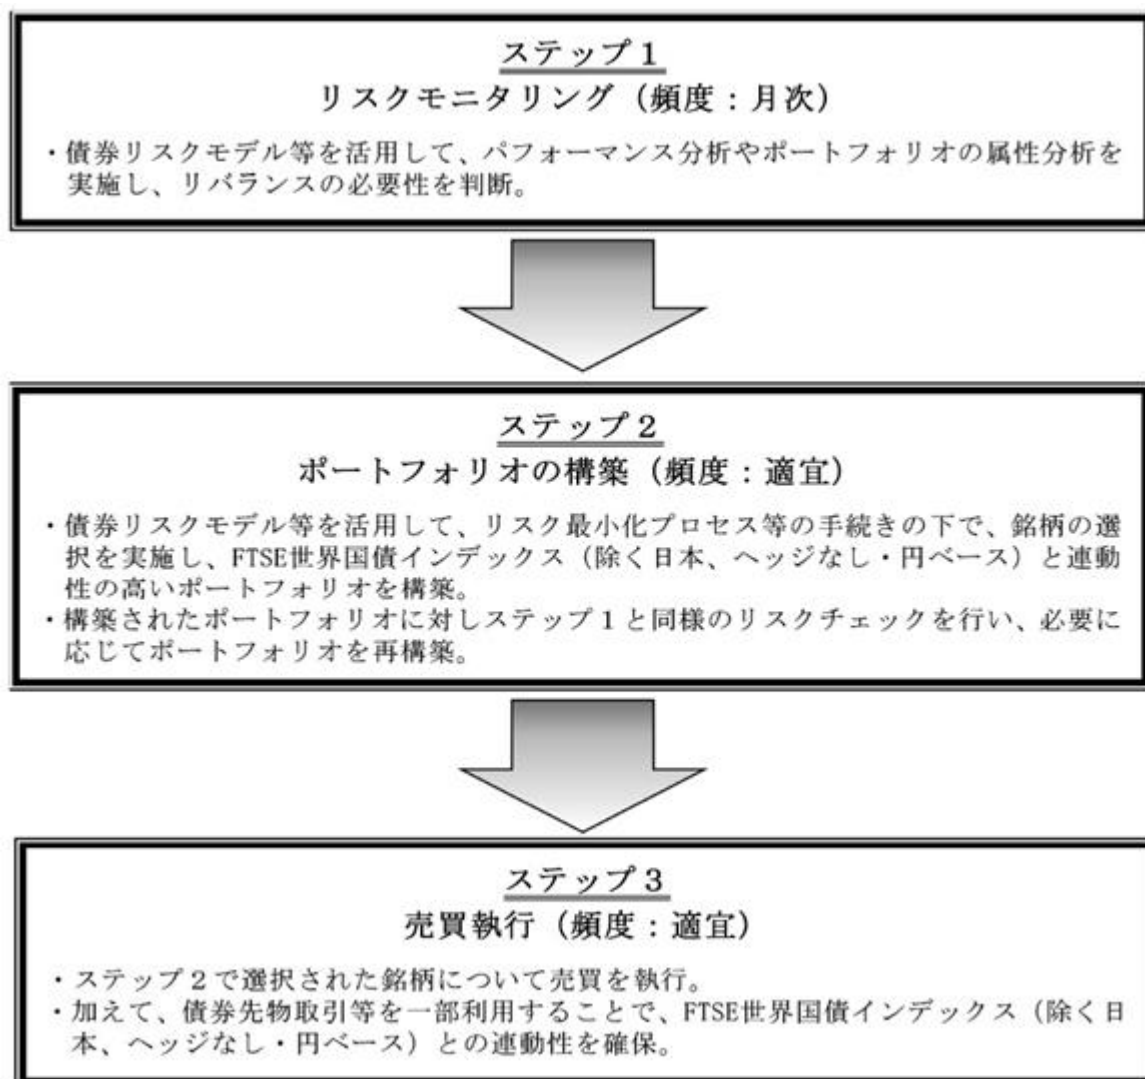 ステップ１
リスクモニタリング（頻度：月次）
・債券リスクモデル等を活用して、パフォーマンス分析やポートフォリオの属性分析を
実施し、リバランスの必要性を判断。
ステップ２
ポートフォリオの構築（頻度：適宜）
・債券リスクモデル等を活用して、リスク最小化プロセス等の手続きの下で、銘柄の選
択を実施し、FTSE世界国債インデックス（除く日本、ヘッジなし・円ベース）と連動
性の高いポートフォリオを構築。
・構築されたポートフォリオに対しステップ１と同様のリスクチェックを行い、必要に
応じてポートフォリオを再構築。
ステップ３
売買執行（頻度：適宜）
・ステップ２で選択された銘柄について売買を執行。
・加えて、債券先物取引等を一部利用することで、FTSE世界国債インデックス（除く日
本、ヘッジなし・円ベース）との連動性を確保。